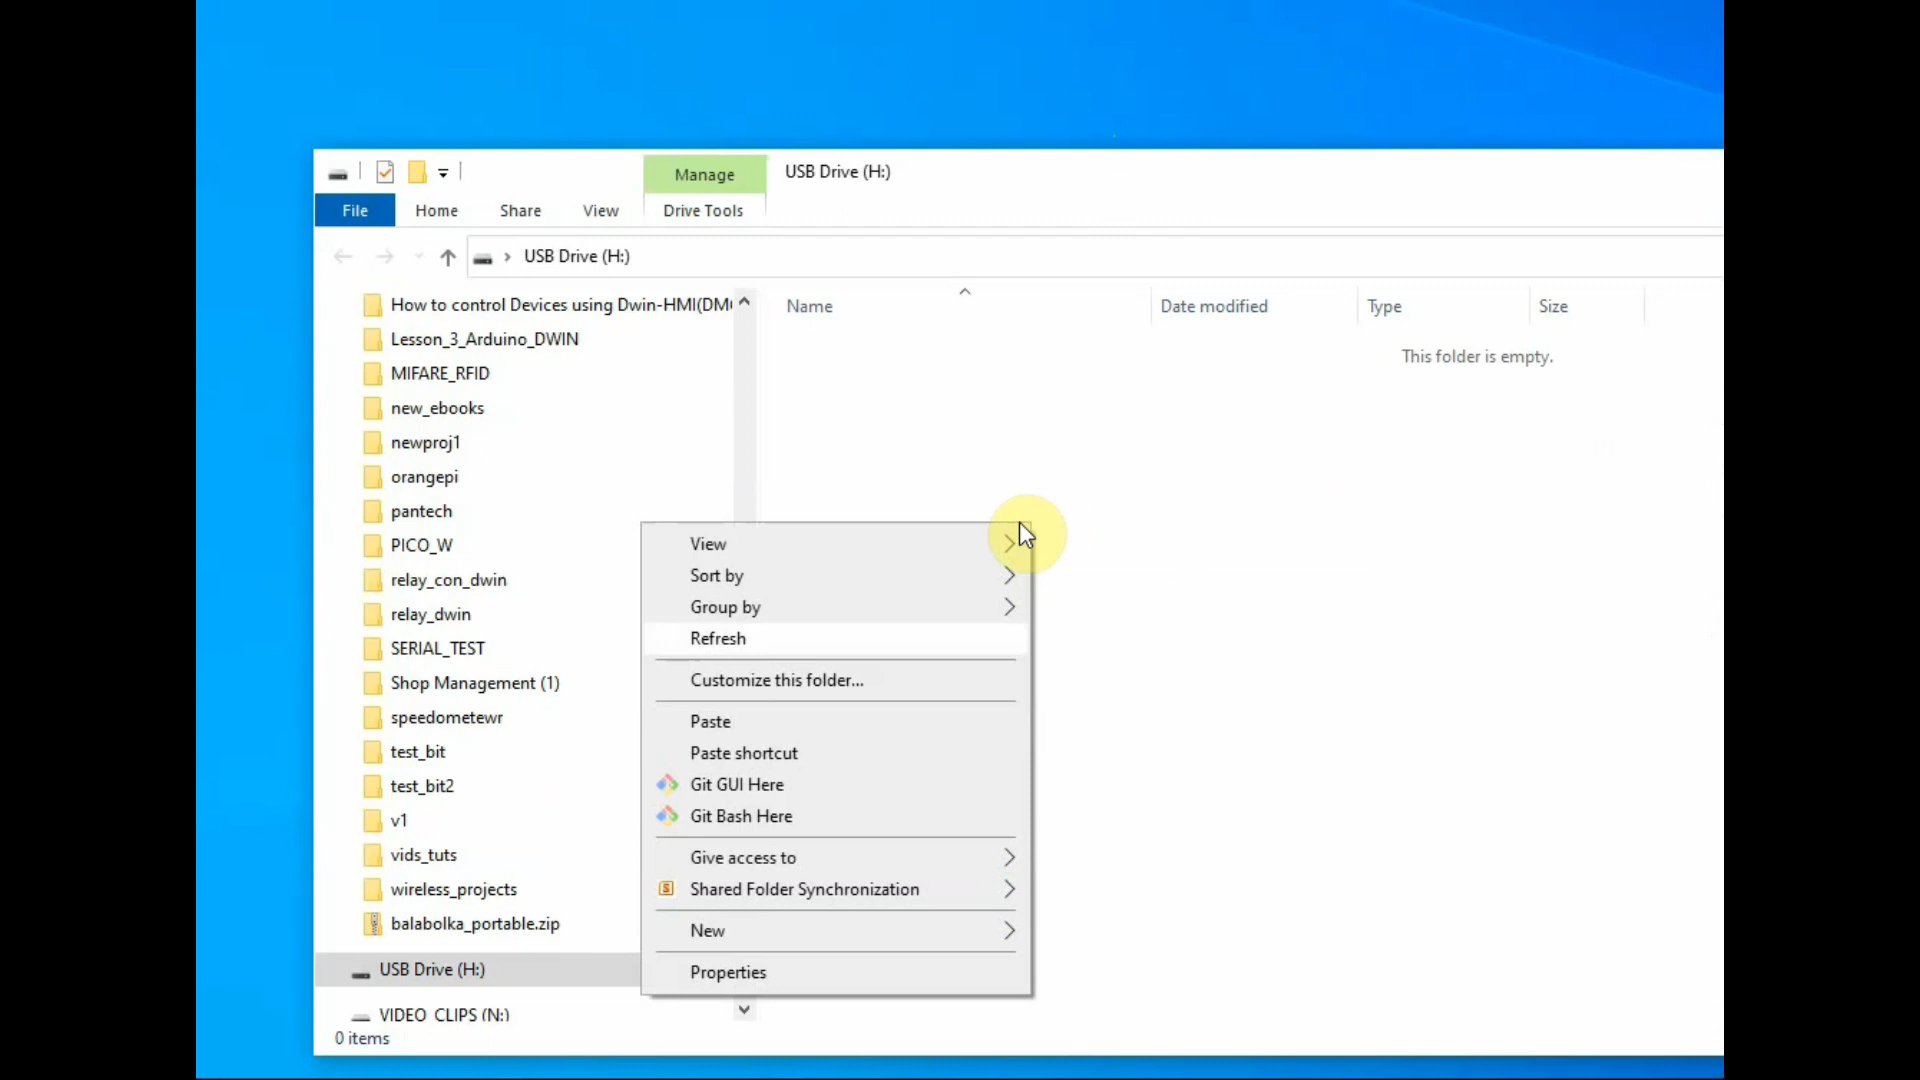 Manage
USB Drive (H:)
File
Home
Share
View
Drive Tools
USB Drive (H:)
How to control Devices using Dwin-HMI(DM
Lesson_3_Arduino_DWIN
MIFARE_RFID
new_ebooks
newproj1
orangepi
pantech
PICO_W
relay_con_dwin
relay_dwin
SERIAL_TEST
Shop Management (1)
speedometewr
test_bit
test_bit2
v1
vids_tuts
wireless_projects
balabolka_portable.zip
USB Drive (H:)
VIDEO CLIPS (N:)
0 items
Name
Date modified
Type
Size
This folder is empty.
View
Sort by
Group by
Refresh
Customize this folder...
Paste
Paste shortcut
Git GUI Here
Git Bash Here
Give access to
Shared Folder Synchronization
New
Properties